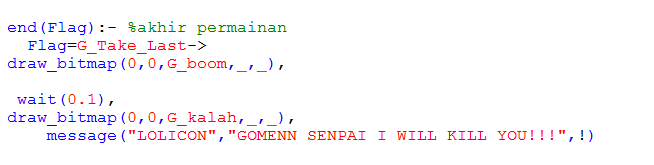 end(Flag):- %akhir permainan
Flag=G_Take_Last->
draw_bitmap(0,0,G_boom,_,_),
wait(0.1),
draw_bitmap(0,0,G_kalah,_,_),
message("LOLICON","GOMENN SENPAI I WILL KILL YOU!!!",!)